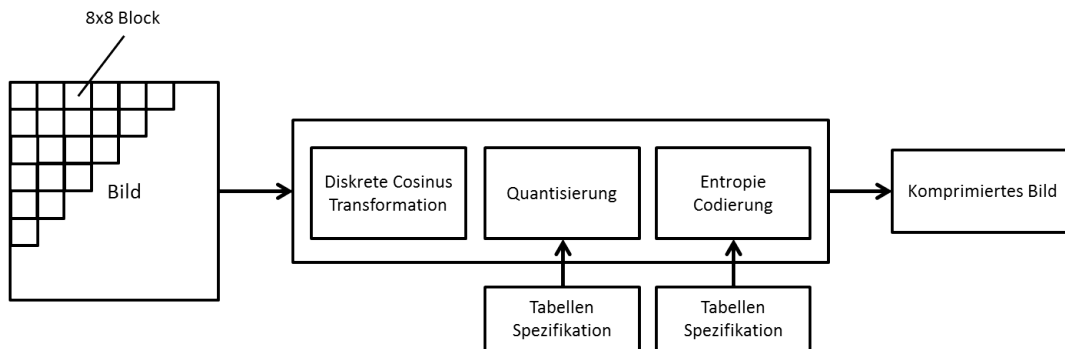 8x8 Block
Bild
Diskrete Cosinus
Transformation
Quantisierung
Entropie
Codierung
Komprimiertes Bild
Tabellen
Spezifikation
Tabellen
Spezifikation